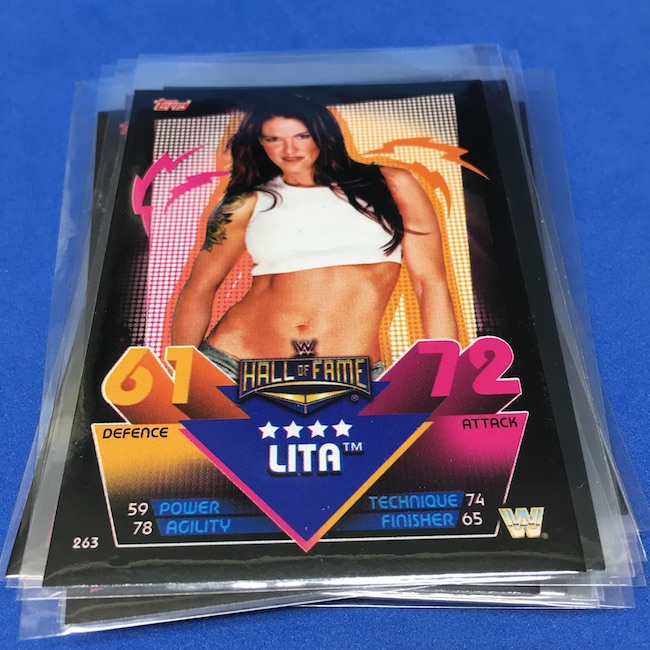 Topps
61
72
W
HALL OF FAME ®
DEFENCE
ATTACK
★★★★
LITA™
59 POWER
TECHNIQUE 74
78 AGILITY
FINISHER 65
263
W ®